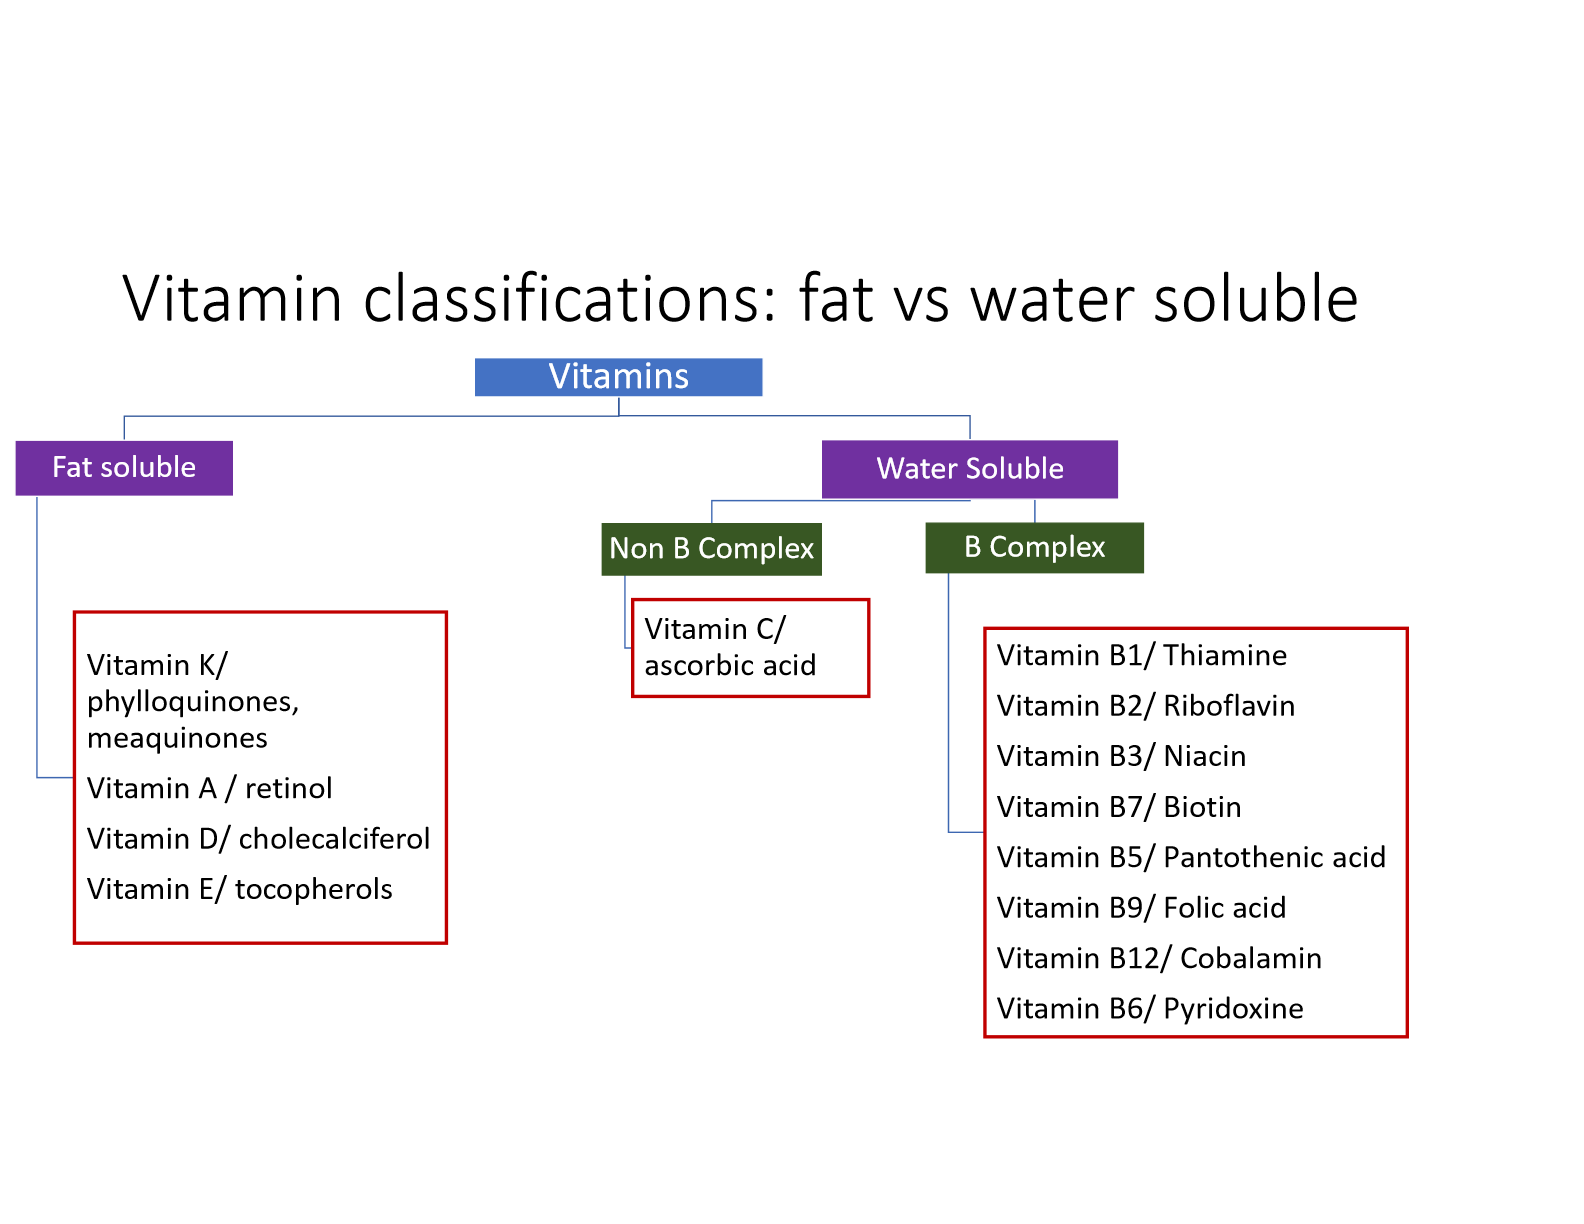 Vitamin classifications: fat vs water soluble
Vitamins
Fat soluble
Water Soluble
Non B Complex
B Complex
Vitamin K/
phylloquinones,
meaquinones
Vitamin A / retinol
Vitamin D/ cholecalciferol
Vitamin E/ tocopherols
Vitamin C/
ascorbic acid
Vitamin B1/ Thiamine
Vitamin B2/ Riboflavin
Vitamin B3/ Niacin
Vitamin B7/ Biotin
Vitamin B5/ Pantothenic acid
Vitamin B9/ Folic acid
Vitamin B12/ Cobalamin
Vitamin B6/ Pyridoxine